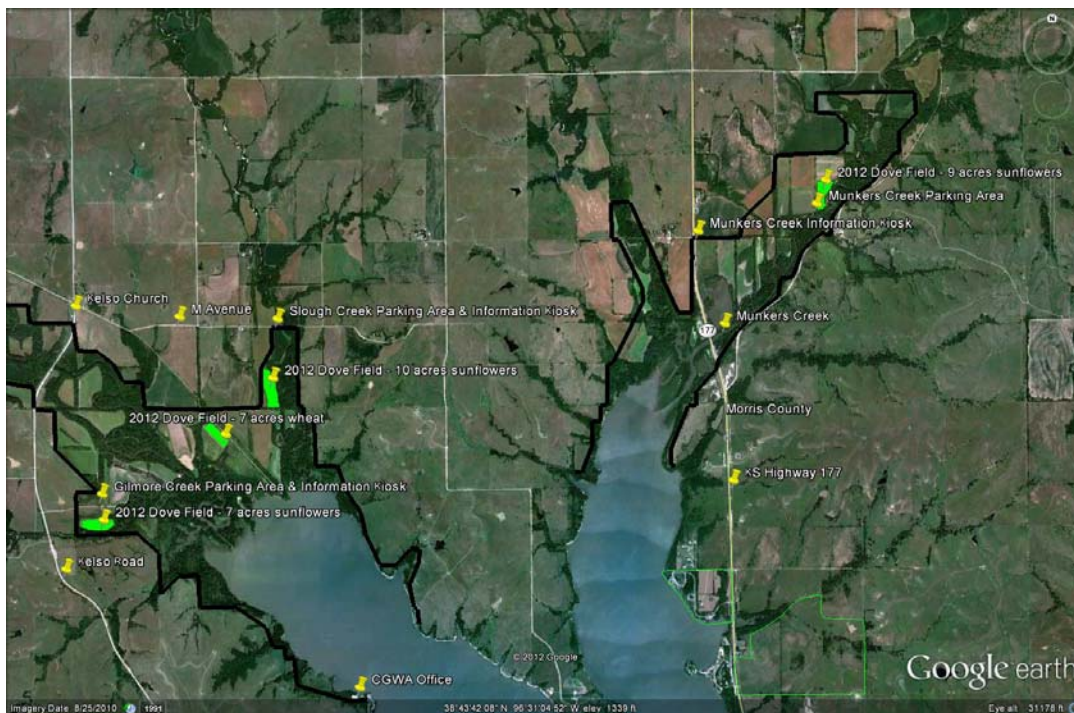 N
2012 Dove Field - 9 acres sunflowers
Munkers Creek Parking Area
Munkers Creek Information Kiosk
Kelso Church
M Avenue
Slough Creek Parking Area & Information Kiosk
Munkers Creek
177
2012 Dove Field - 10 acres sunflowers
Morris County
2012 Dove Field - 7 acres wheat
KS Highway 177
Gilmore Creek Parking Area & Information Kiosk
2012 Dove Field - 7 acres sunflowers
Kelso Road
© 2012 Google
Google earth
CGWA Office
Imagery Date 8/25/2010 1991 38°43'42.08" N 96°31'04.52" W elev 1339 ft Eye alt 31178 ft